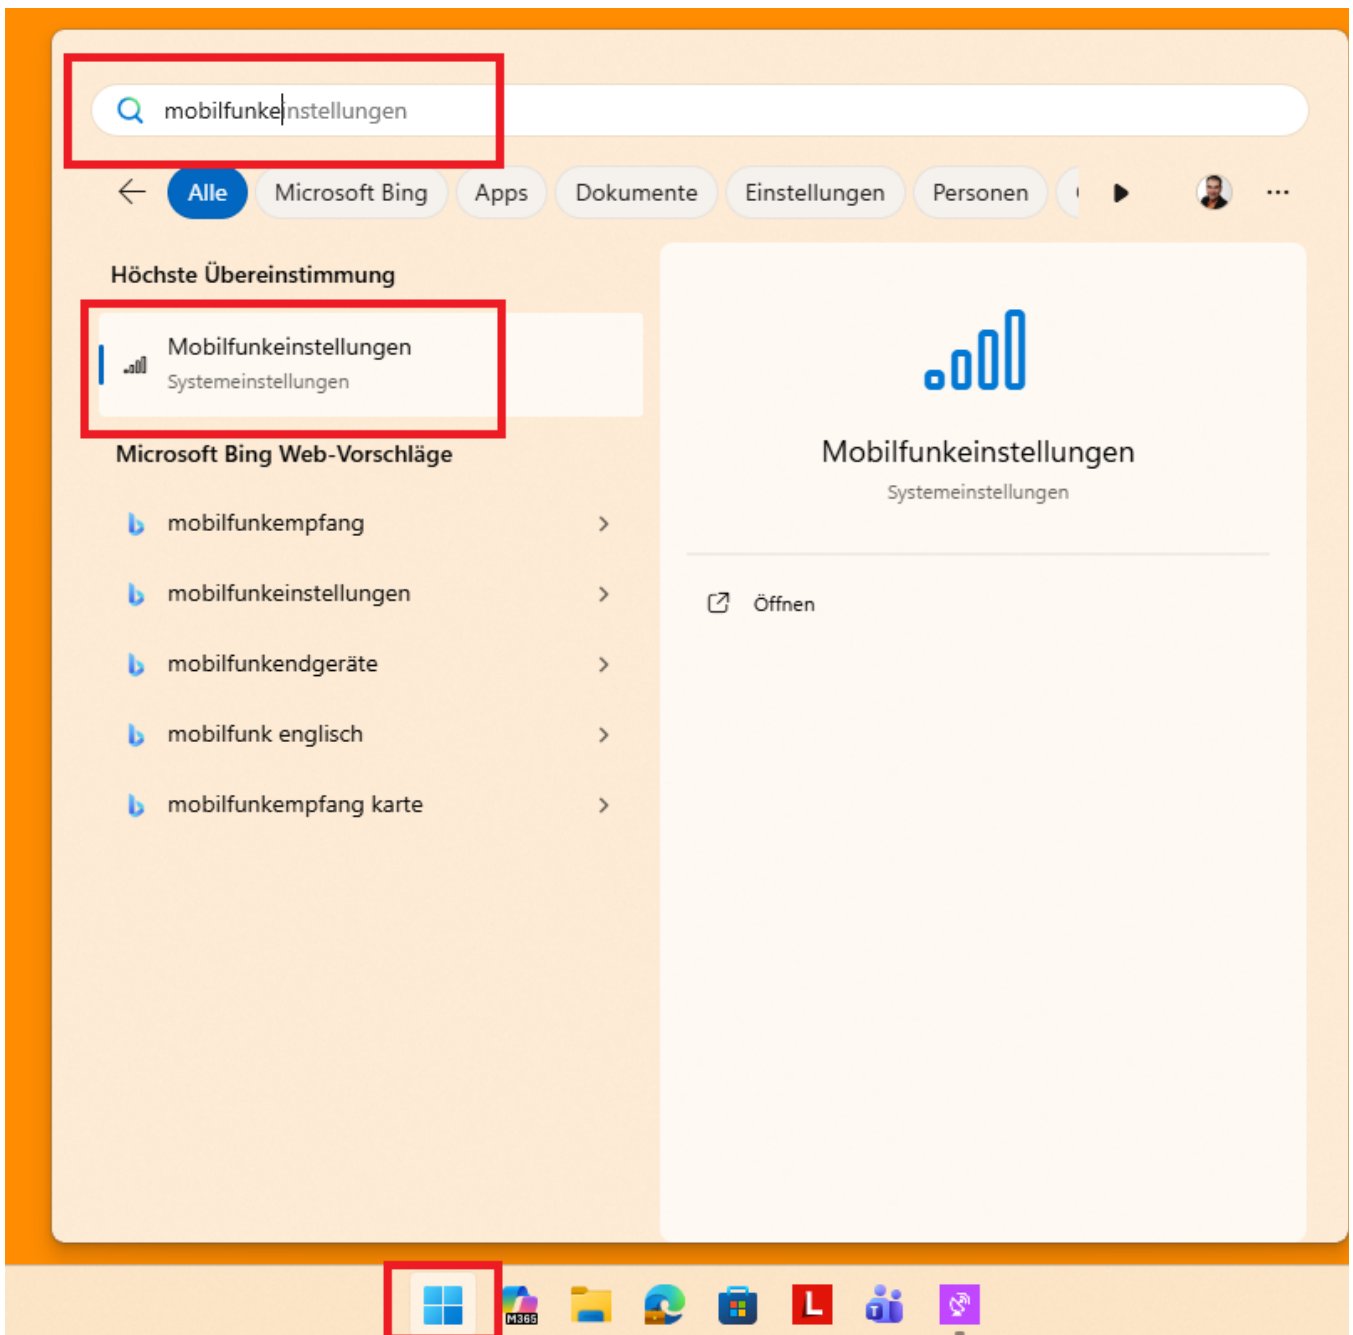 mobilfunkeinstellungen
Alle Microsoft Bing Apps Dokumente Einstellungen Personen
Höchste Übereinstimmung
Mobilfunkeinstellungen
Systemeinstellungen
Microsoft Bing Web-Vorschläge
mobilfunkempfang
mobilfunkeinstellungen
mobilfunkendgeräte
mobilfunk englisch
mobilfunkempfang karte
Mobilfunkeinstellungen
Systemeinstellungen
Öffnen
M365 L T